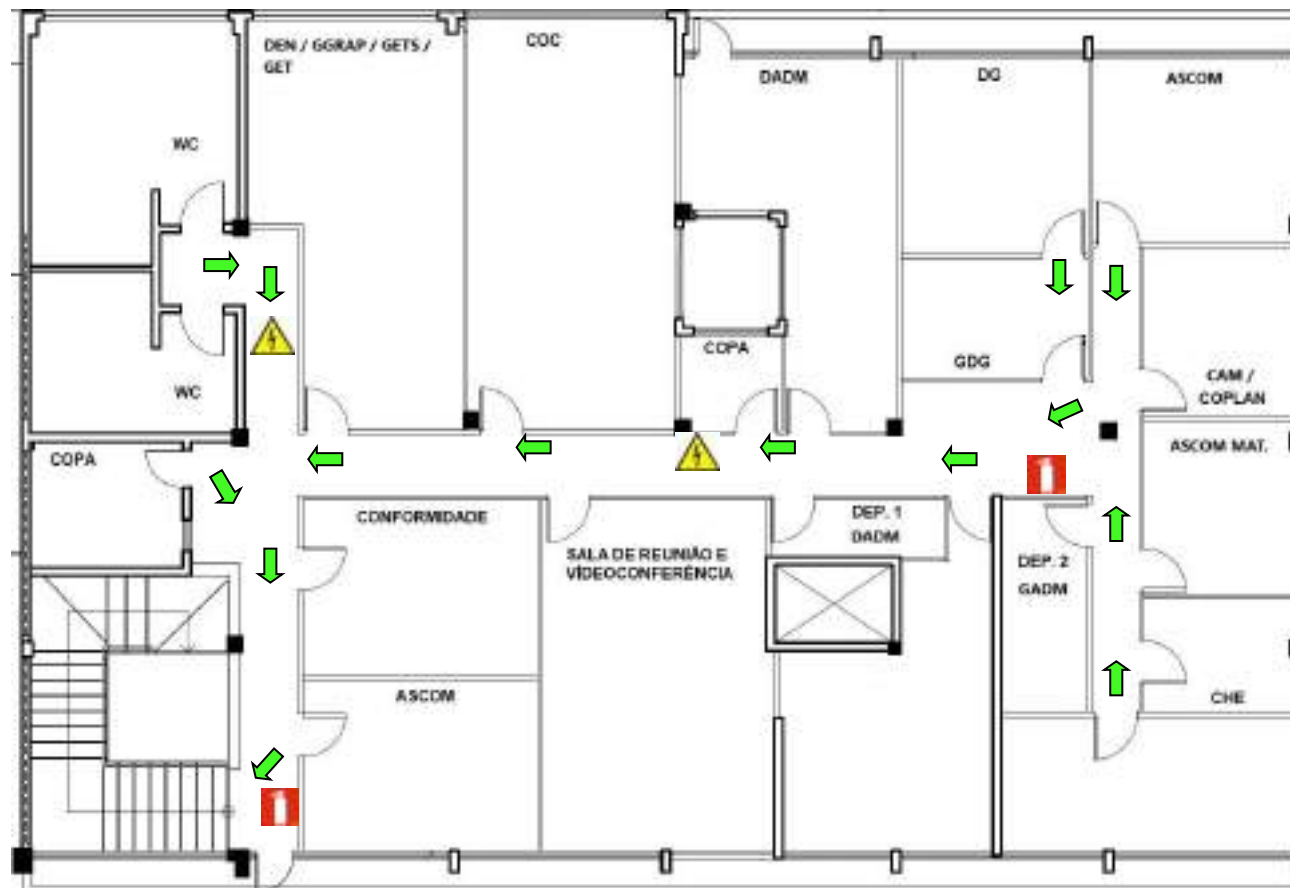 DEN / GGRAP / GETS /
GET
COC
DADM
DG
ASCOM
WC
COPA
GDG
CAM /
COPLAN
WC
COPA
ASCOM MAT.
CONFORMIDADE
DEP. 1
DADM
SALA DE REUNIÃO E
VÍDEOCONFERÊNCIA
DEP. 2
GADM
ASCOM
CHE